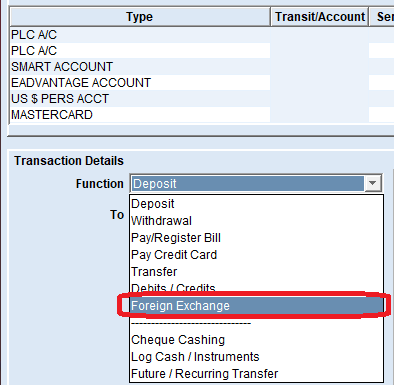 Type Transit/Account Ser
PLC A/C
PLC A/C
SMART ACCOUNT
EADVANTAGE ACCOUNT
US $ PERS ACCT
MASTERCARD
Transaction Details
Function Deposit
To
Deposit
Withdrawal
Pay/Register Bill
Pay Credit Card
Transfer
Debits / Credits
Foreign Exchange
----------------------------
Cheque Cashing
Log Cash / Instruments
Future / Recurring Transfer